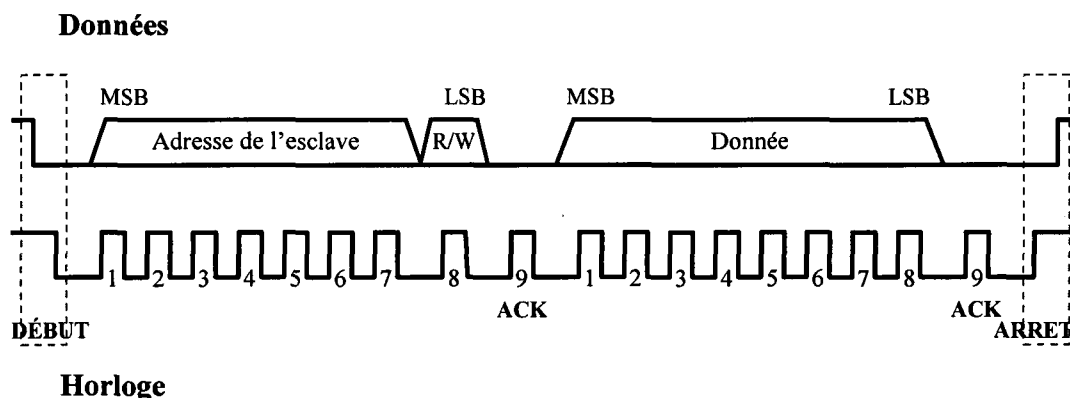 Données
MSB LSB MSB LSB
Adresse de l'esclave R/W Donnée
1 2 3 4 5 6 7 8 9 1 2 3 4 5 6 7 8 9
ACK ACK
DÉBUT ARRET
Horloge